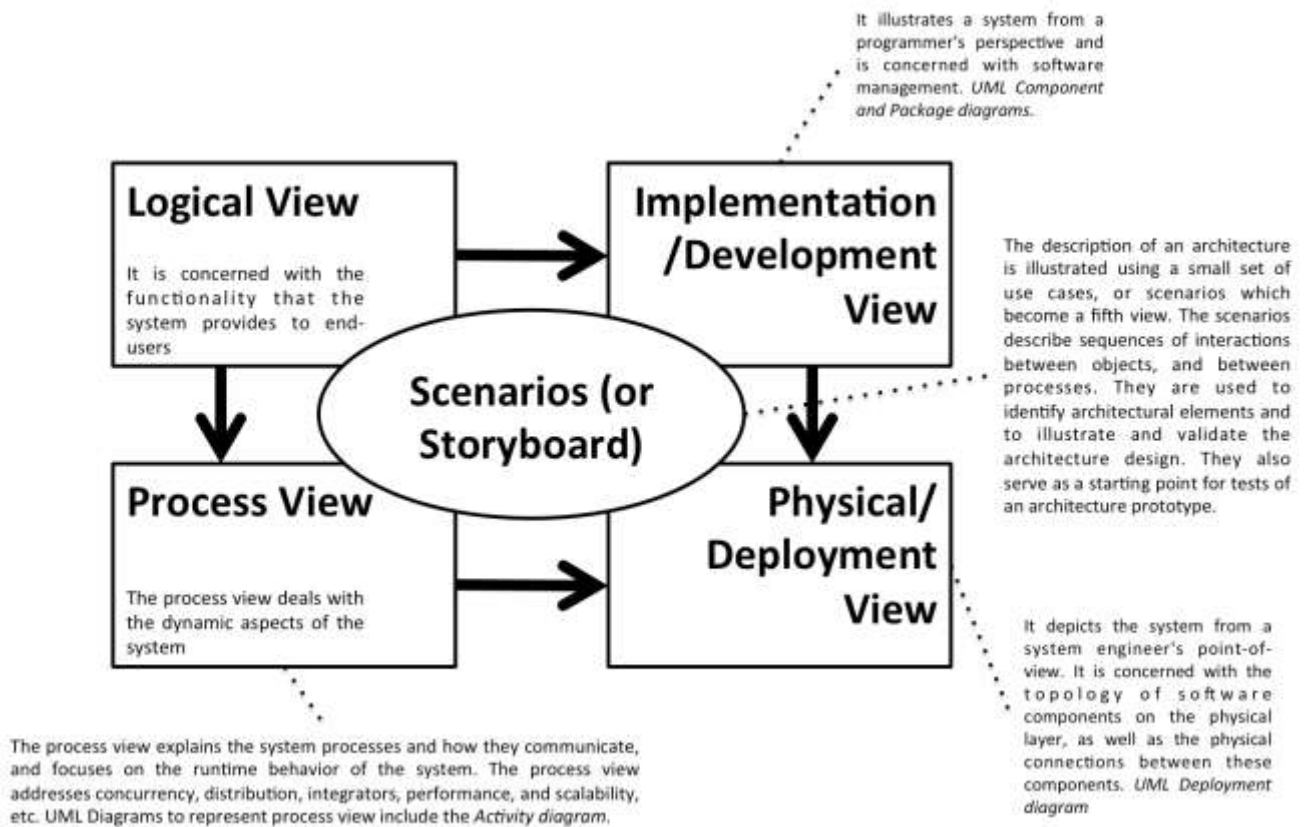 It illustrates a system from a
programmer's perspective and
is concerned with software
management. UML Component
and Package diagrams.
Logical View
It is concerned with the
functionality that the
system provides to end-
users
Implementation
/Development
View
The description of an architecture
is illustrated using a small set of
use cases, or scenarios which
become a fifth view. The scenarios
describe sequences of interactions
between objects, and between
processes. They are used to
identify architectural elements and
to illustrate and validate the
architecture design. They also
serve as a starting point for tests of
an architecture prototype.
Scenarios (or
Storyboard)
Process View
The process view deals with
the dynamic aspects of the
system
Physical/
Deployment
View
It depicts the system from a
system engineer's point-of-
view. It is concerned with the
topology of software
components on the physical
layer, as well as the physical
connections between these
components. UML Deployment
diagram
The process view explains the system processes and how they communicate,
and focuses on the runtime behavior of the system. The process view
addresses concurrency, distribution, integrators, performance, and scalability,
etc. UML Diagrams to represent process view include the Activity diagram.